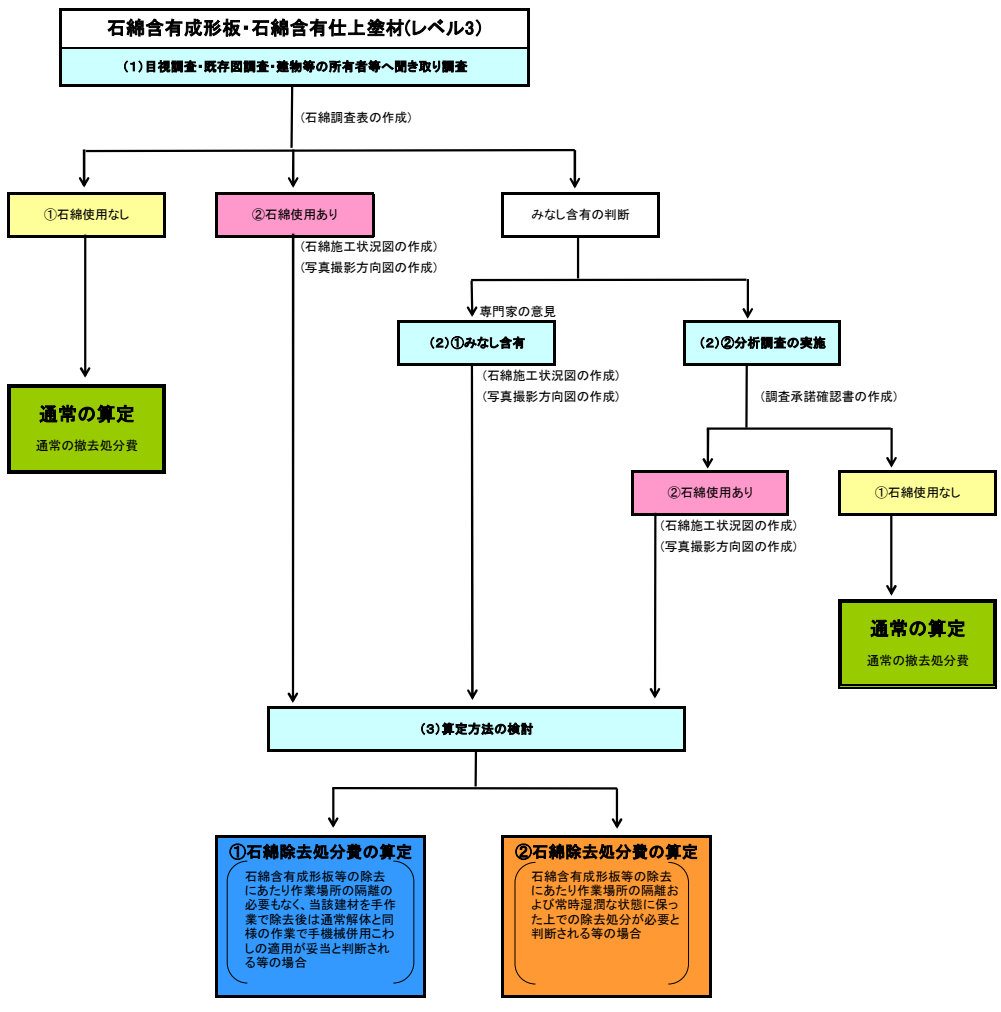 石綿含有成形板・石綿含有仕上塗材(レベル3)
(1)目視調査・既存図調査・建物等の所有者等へ聞き取り調査
(石綿調査表の作成)
①石綿使用なし
②石綿使用あり
みなし含有の判断
(石綿施工状況図の作成)
(写真撮影方向図の作成)
専門家の意見
(2)①みなし含有
(2)②分析調査の実施
(石綿施工状況図の作成)
(写真撮影方向図の作成)
(調査承諾確認書の作成)
通常の算定
通常の撤去処分費
②石綿使用あり
①石綿使用なし
(石綿施工状況図の作成)
(写真撮影方向図の作成)
通常の算定
通常の撤去処分費
(3)算定方法の検討
①石綿除去処分費の算定
石綿含有成形板等の除去
にあたり作業場所の隔離の
必要もなく、当該建材を手作
業で除去後は通常解体と同
様の作業で手機械併用こわ
しの適用が妥当と判断され
る等の場合
②石綿除去処分費の算定
石綿含有成形板等の除去
にあたり作業場所の隔離お
よび常時湿潤な状態に保っ
た上での除去処分が必要と
判断される等の場合